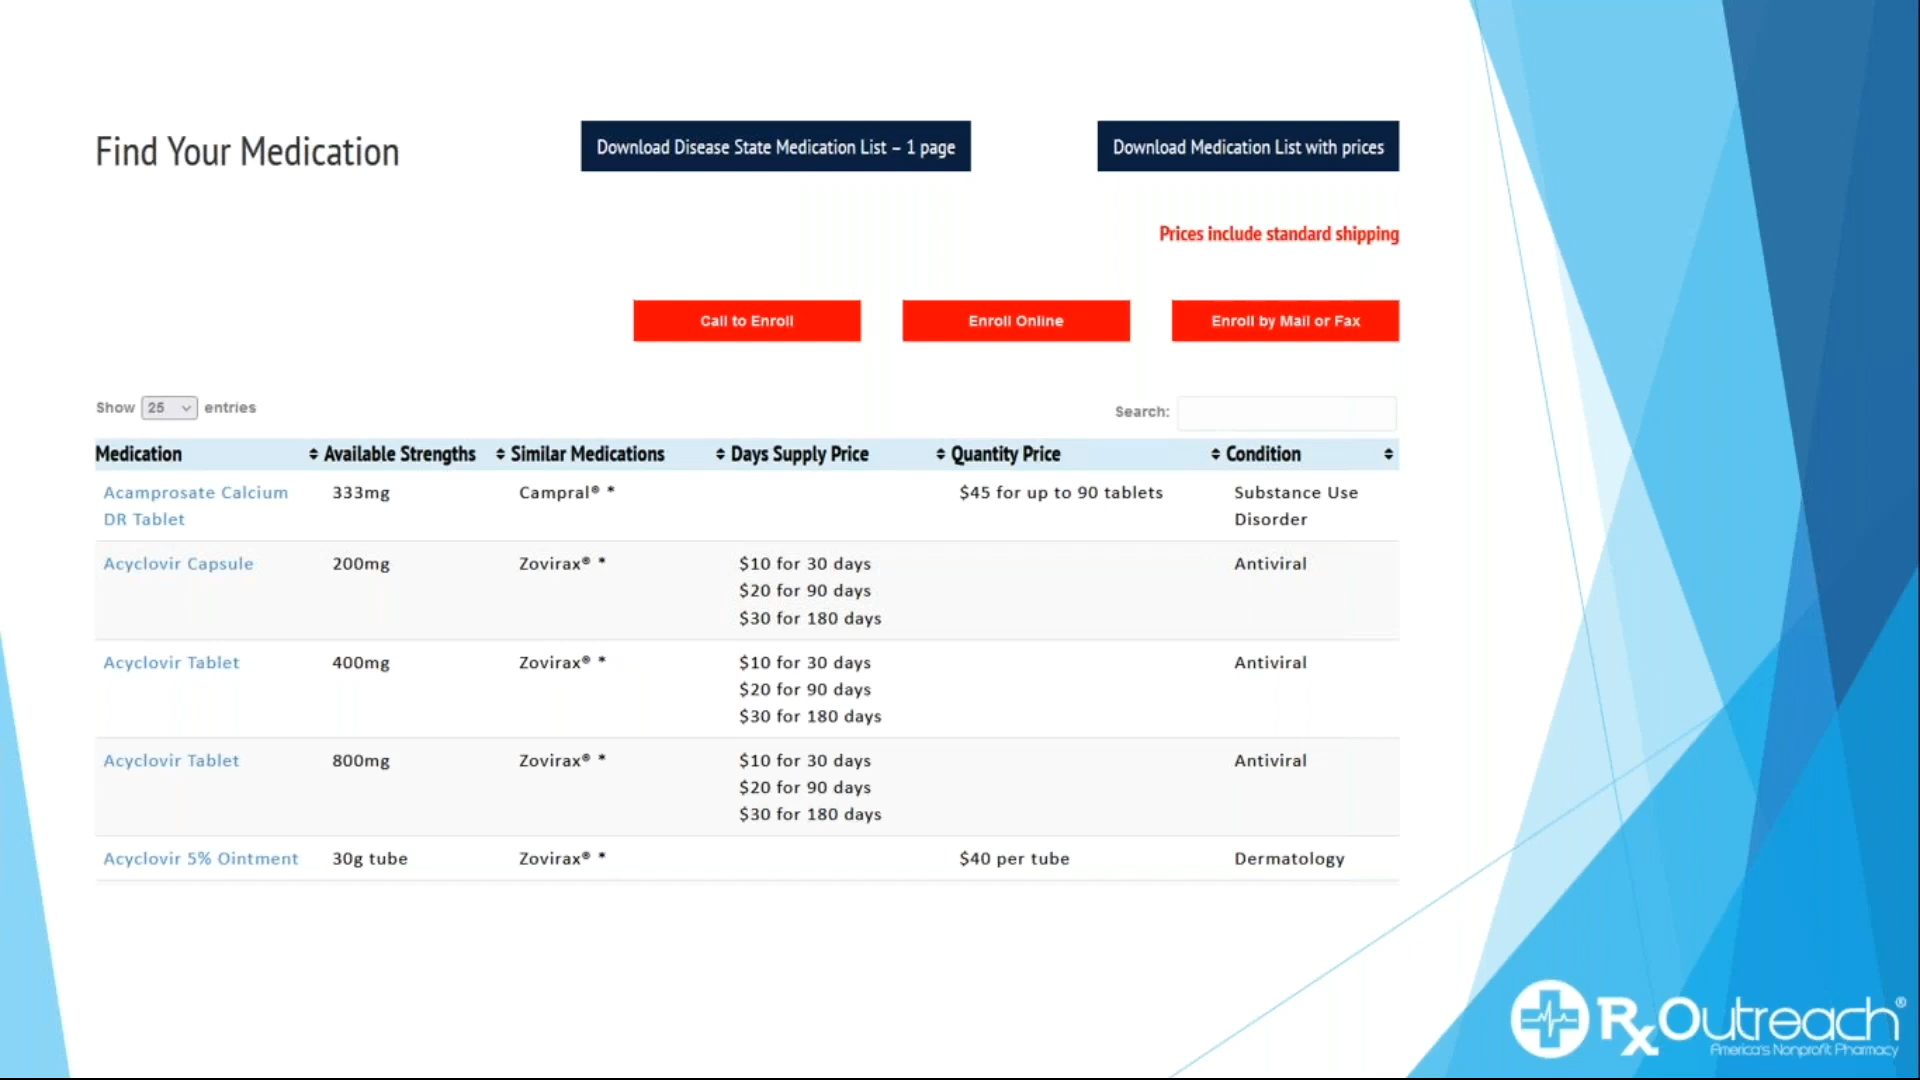 Find Your Medication
Download Disease State Medication List – 1 page
Download Medication List with prices
Prices include standard shipping
Call to Enroll
Enroll Online
Enroll by Mail or Fax
Show 25 entries
Search:
Medication Available Strengths Similar Medications Days Supply Price Quantity Price Condition
Acamprosate Calcium 333mg Campral® * $45 for up to 90 tablets Substance Use
DR Tablet Disorder
Acyclovir Capsule 200mg Zovirax® * $10 for 30 days Antiviral
$20 for 90 days
$30 for 180 days
Acyclovir Tablet 400mg Zovirax® * $10 for 30 days Antiviral
$20 for 90 days
$30 for 180 days
Acyclovir Tablet 800mg Zovirax® * $10 for 30 days Antiviral
$20 for 90 days
$30 for 180 days
Acyclovir 5% Ointment 30g tube Zovirax® * $40 per tube Dermatology
RxOutreach®
America's Nonprofit Pharmacy